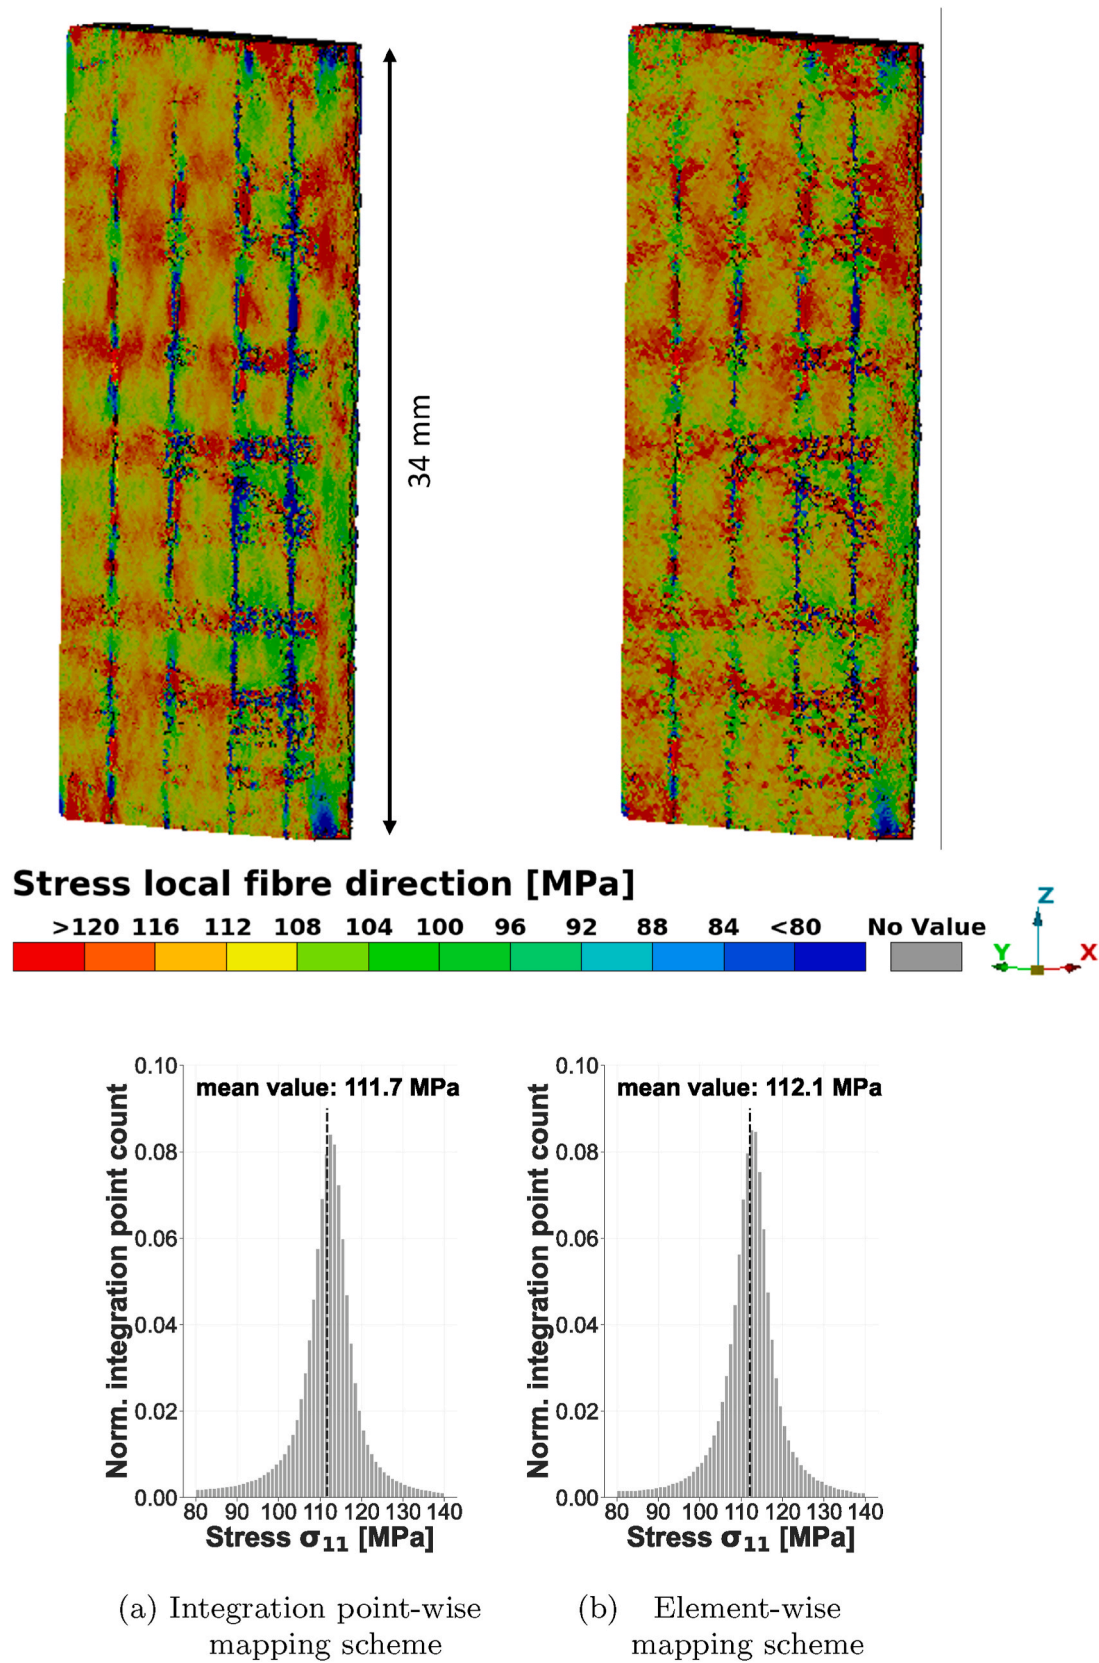 34 mm
Stress local fibre direction [MPa]
>120 116 112 108 104 100 96 92 88 84 <80 No Value
Z
Y X
mean value: 111.7 MPa
Norm. integration point count
0.10
0.08
0.06
0.04
0.02
0.00
80 90 100 110 120 130 140
Stress σ₁₁ [MPa]
mean value: 112.1 MPa
Norm. integration point count
0.10
0.08
0.06
0.04
0.02
0.00
80 90 100 110 120 130 140
Stress σ₁₁ [MPa]
(a) Integration point-wise
mapping scheme
(b) Element-wise
mapping scheme